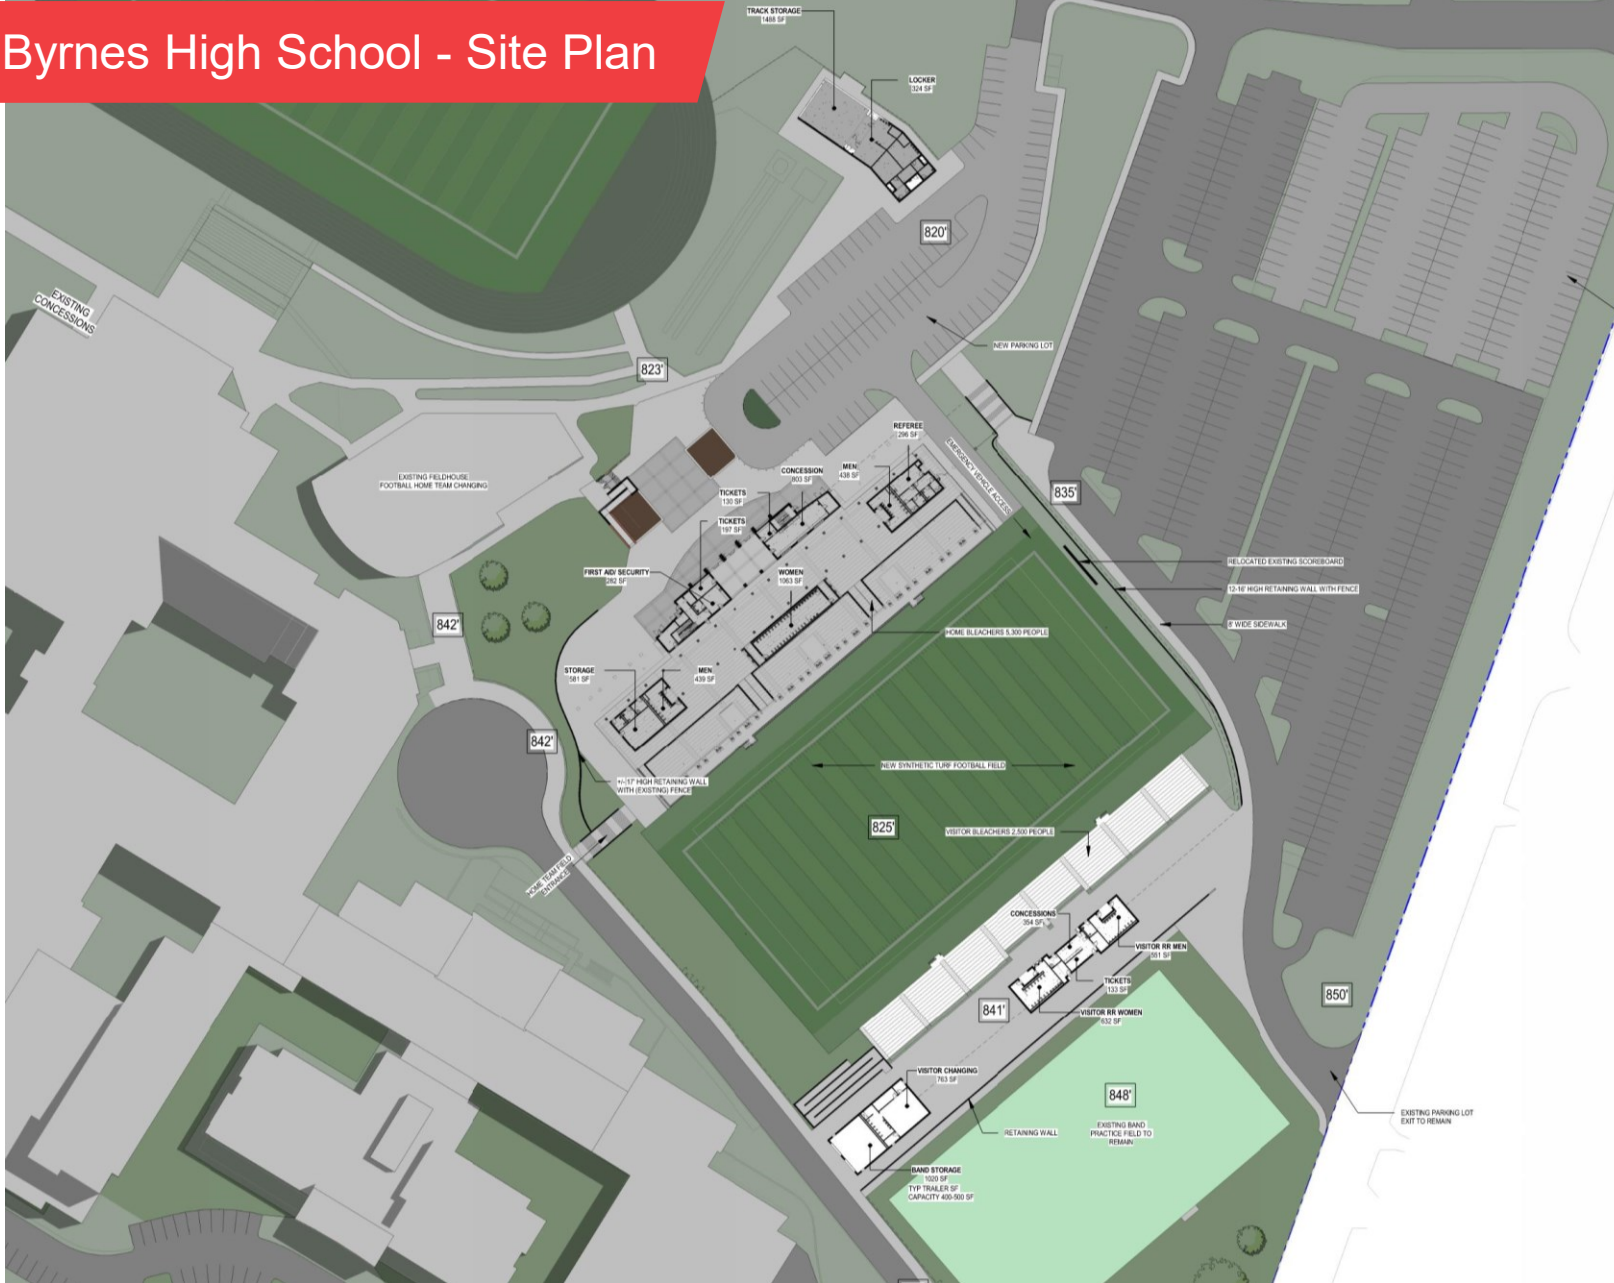 Byrnes High School - Site Plan
TRACK STORAGE
1488 SF
LOCKER
324 SF
820'
EXISTING
CONCESSIONS
NEW PARKING LOT
823'
REFEREE
296 SF
EXISTING FIELDHOUSE
FOOTBALL HOME TEAM CHANGING
CONCESSION
803 SF
MEN
438 SF
EMERGENCY VEHICLE ACCESS
TICKETS
130 SF
835'
TICKETS
197 SF
RELOCATED EXISTING SCOREBOARD
FIRST AID/ SECURITY
282 SF
WOMEN
1063 SF
12-16' HIGH RETAINING WALL WITH FENCE
842'
8' WIDE SIDEWALK
HOME BLEACHERS 5,300 PEOPLE
STORAGE
581 SF
MEN
439 SF
842'
NEW SYNTHETIC TURF FOOTBALL FIELD
+/-17' HIGH RETAINING WALL
WITH (EXISTING) FENCE
825'
VISITOR BLEACHERS 2,500 PEOPLE
HOME TEAM FIELD
ENTRANCE
CONCESSIONS
364 SF
VISITOR RR MEN
551 SF
TICKETS
133 SF
850'
841'
VISITOR RR WOMEN
632 SF
VISITOR CHANGING
763 SF
848'
EXISTING BAND
PRACTICE FIELD TO
REMAIN
EXISTING PARKING LOT
EXIT TO REMAIN
RETAINING WALL
BAND STORAGE
1020 SF
TYP TRAILER SF
CAPACITY 400-500 SF